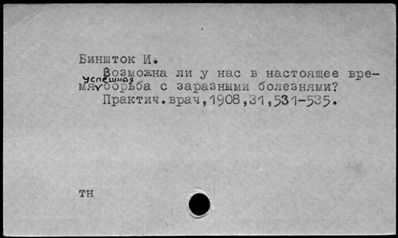 Биншток И.
Возможна ли у нас в настоящее вре-
мя успешная борьба с заразными болезнями?
Практич.врач,1908,31,531-535.
тн